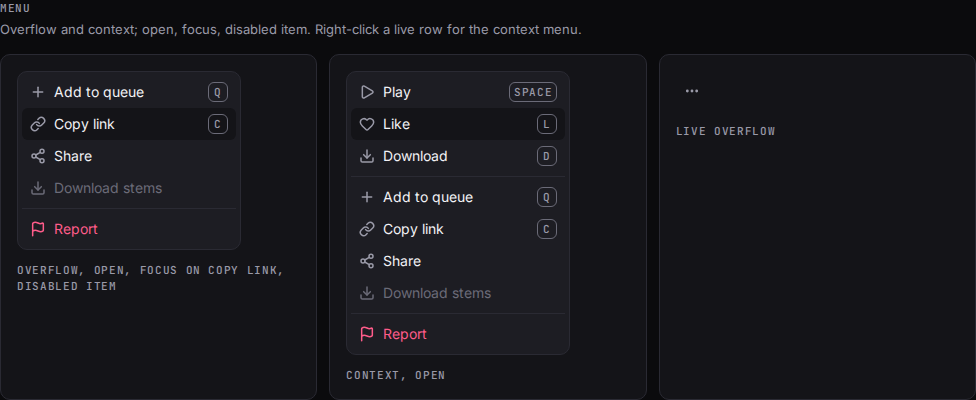 MENU
Overflow and context; open, focus, disabled item. Right-click a live row for the context menu.
Add to queue Q
Copy link C
Share
Download stems
Report
OVERFLOW, OPEN, FOCUS ON COPY LINK,
DISABLED ITEM
Play SPACE
Like L
Download D
Add to queue Q
Copy link C
Share
Download stems
Report
CONTEXT, OPEN
LIVE OVERFLOW